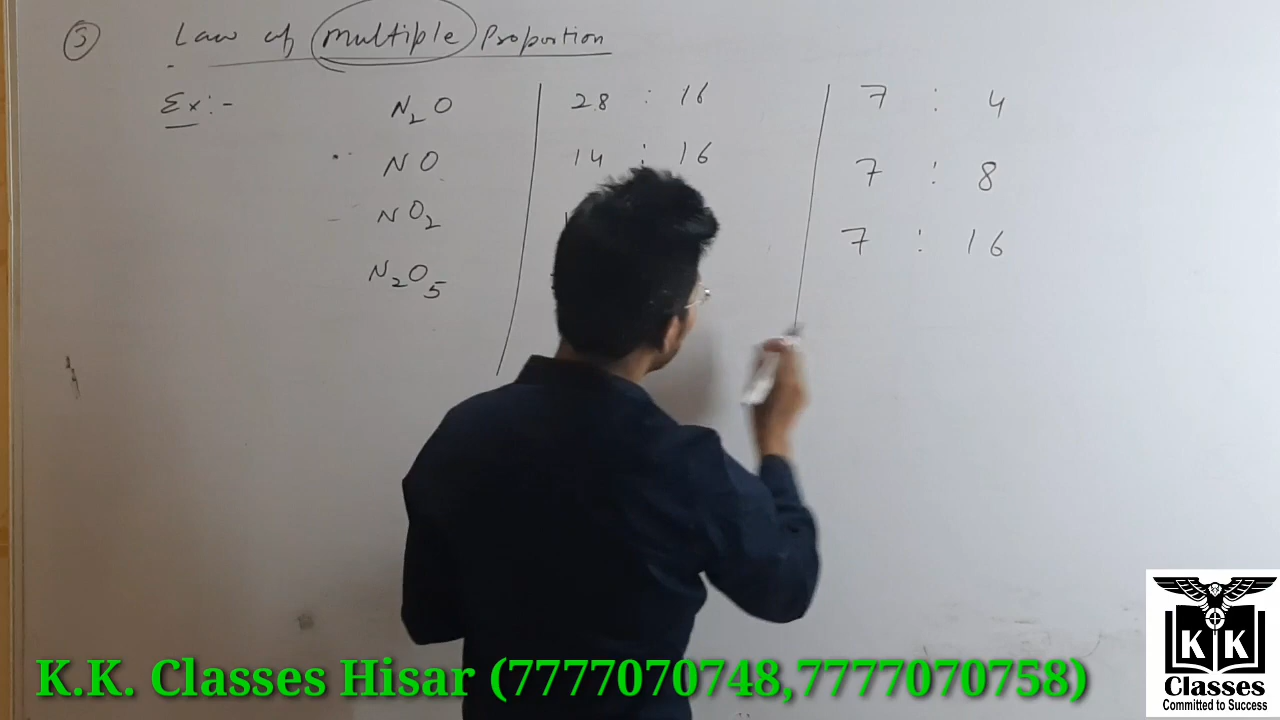 3 Law of multiple Proportion
Ex:- N2O 28 : 16 7 : 4
NO 14 : 16 7 : 8
NO2 7 : 16
N2O5
K.K. Classes Hisar (7777070748,7777070758)
K K
Classes
Committed to Success